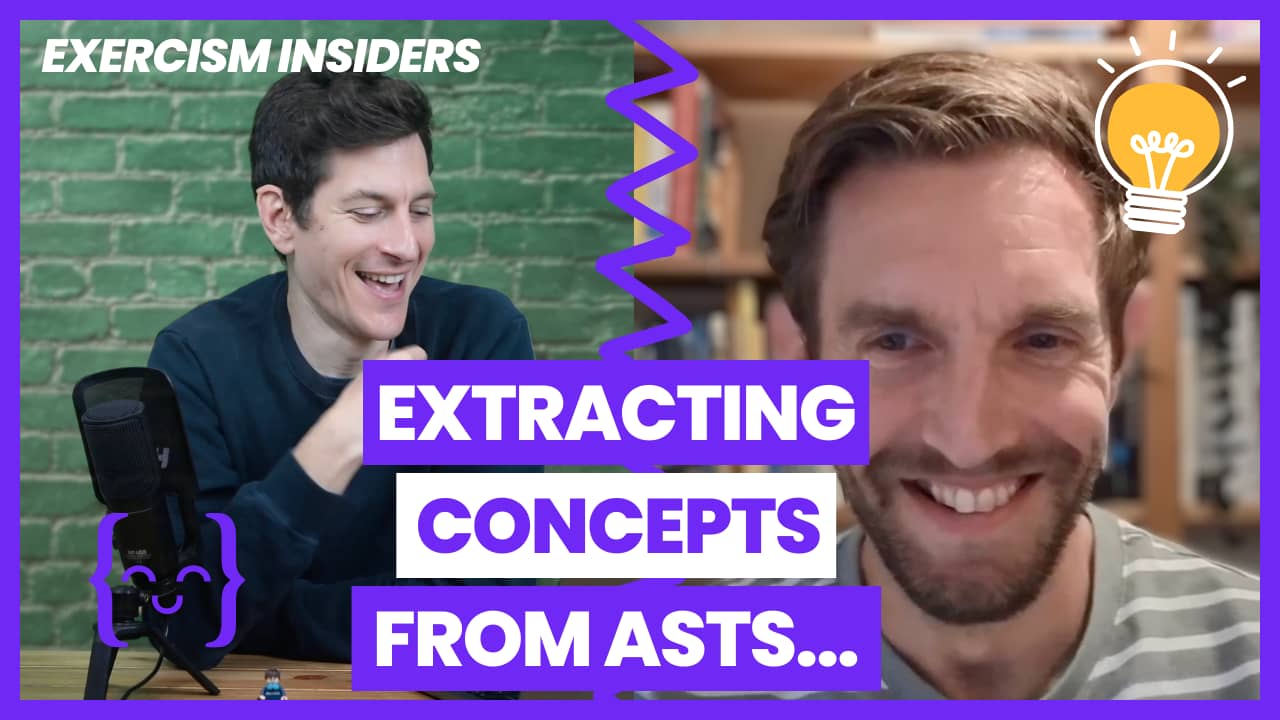 EXERCISM INSIDERS
EXTRACTING
CONCEPTS
FROM ASTS...